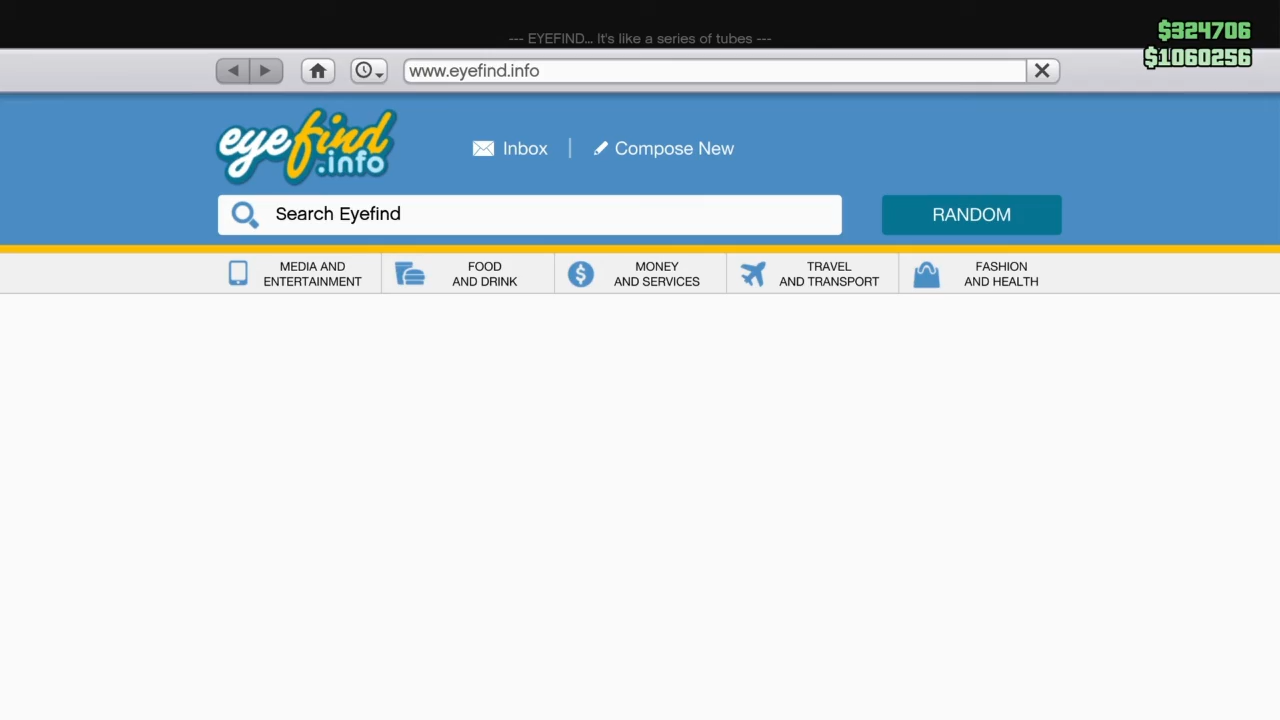 --- EYEFIND... It's like a series of tubes ---
$324706
$1060256
www.eyefind.info
eyefind
.info
Inbox
Compose New
Search Eyefind
RANDOM
MEDIA AND
ENTERTAINMENT
FOOD
AND DRINK
MONEY
AND SERVICES
TRAVEL
AND TRANSPORT
FASHION
AND HEALTH